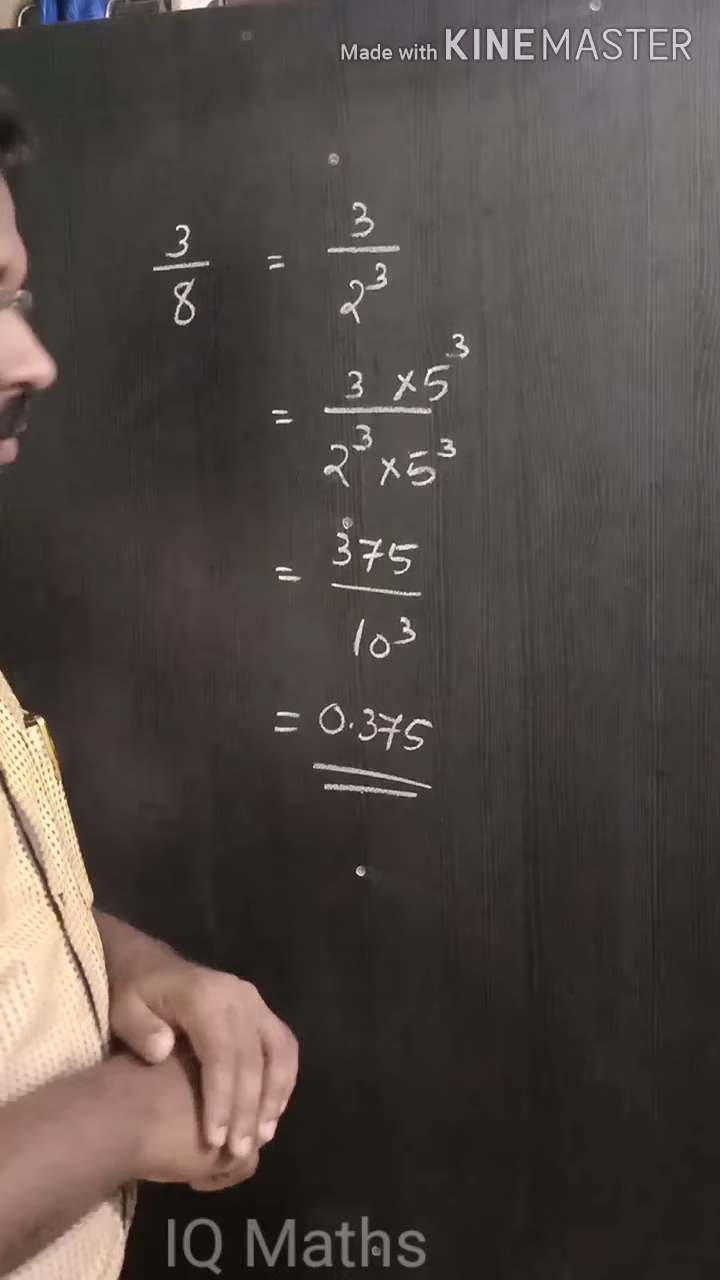 Made with KINEMASTER
3/8 = 3/2³
= 3 ×5³/2³×5³
= 375/10³
= 0.375
IQ Maths